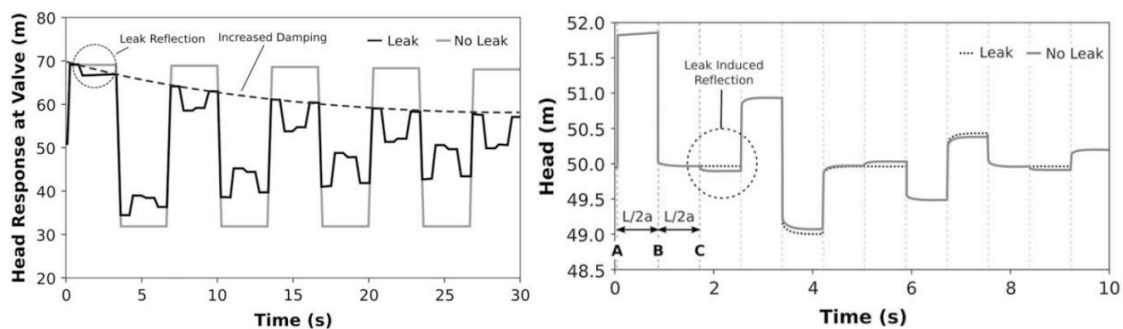 Head Response at Valve (m)
80
70
60
50
40
30
20
Leak Reflection
Increased Damping
Leak
No Leak
0
5
10
15
20
25
30
Time (s)
Head (m)
52.0
51.5
51.0
50.5
50.0
49.5
49.0
48.5
Leak Induced
Reflection
Leak
No Leak
L/2a
L/2a
A
B
C
0
2
4
6
8
10
Time (s)